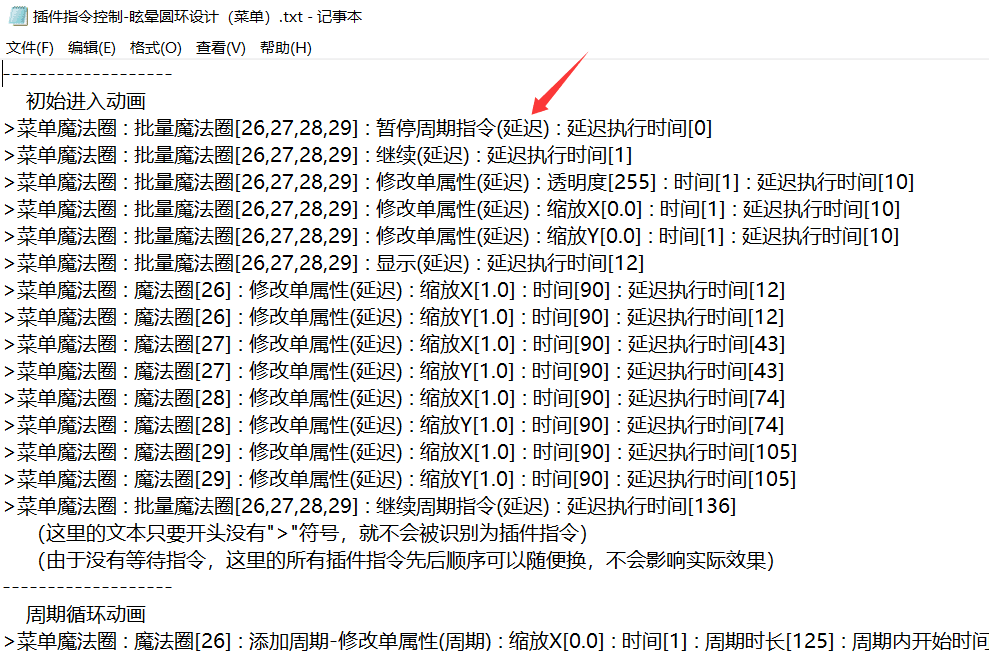 插件指令控制-眩晕圆环设计（菜单）.txt - 记事本
文件(F) 编辑(E) 格式(O) 查看(V) 帮助(H)
-------------------
初始进入动画
>菜单魔法圈 : 批量魔法圈[26,27,28,29] : 暂停周期指令(延迟) : 延迟执行时间[0]
>菜单魔法圈 : 批量魔法圈[26,27,28,29] : 继续(延迟) : 延迟执行时间[1]
>菜单魔法圈 : 批量魔法圈[26,27,28,29] : 修改单属性(延迟) : 透明度[255] : 时间[1] : 延迟执行时间[10]
>菜单魔法圈 : 批量魔法圈[26,27,28,29] : 修改单属性(延迟) : 缩放X[0.0] : 时间[1] : 延迟执行时间[10]
>菜单魔法圈 : 批量魔法圈[26,27,28,29] : 修改单属性(延迟) : 缩放Y[0.0] : 时间[1] : 延迟执行时间[10]
>菜单魔法圈 : 批量魔法圈[26,27,28,29] : 显示(延迟) : 延迟执行时间[12]
>菜单魔法圈 : 魔法圈[26] : 修改单属性(延迟) : 缩放X[1.0] : 时间[90] : 延迟执行时间[12]
>菜单魔法圈 : 魔法圈[26] : 修改单属性(延迟) : 缩放Y[1.0] : 时间[90] : 延迟执行时间[12]
>菜单魔法圈 : 魔法圈[27] : 修改单属性(延迟) : 缩放X[1.0] : 时间[90] : 延迟执行时间[43]
>菜单魔法圈 : 魔法圈[27] : 修改单属性(延迟) : 缩放Y[1.0] : 时间[90] : 延迟执行时间[43]
>菜单魔法圈 : 魔法圈[28] : 修改单属性(延迟) : 缩放X[1.0] : 时间[90] : 延迟执行时间[74]
>菜单魔法圈 : 魔法圈[28] : 修改单属性(延迟) : 缩放Y[1.0] : 时间[90] : 延迟执行时间[74]
>菜单魔法圈 : 魔法圈[29] : 修改单属性(延迟) : 缩放X[1.0] : 时间[90] : 延迟执行时间[105]
>菜单魔法圈 : 魔法圈[29] : 修改单属性(延迟) : 缩放Y[1.0] : 时间[90] : 延迟执行时间[105]
>菜单魔法圈 : 批量魔法圈[26,27,28,29] : 继续周期指令(延迟) : 延迟执行时间[136]
（这里的文本只要开头没有">"符号，就不会被识别为插件指令）
（由于没有等待指令，这里的所有插件指令先后顺序可以随便换，不会影响实际效果）
-------------------
周期循环动画
>菜单魔法圈 : 魔法圈[26] : 添加周期-修改单属性(周期) : 缩放X[0.0] : 时间[1] : 周期时长[125] : 周期内开始时间